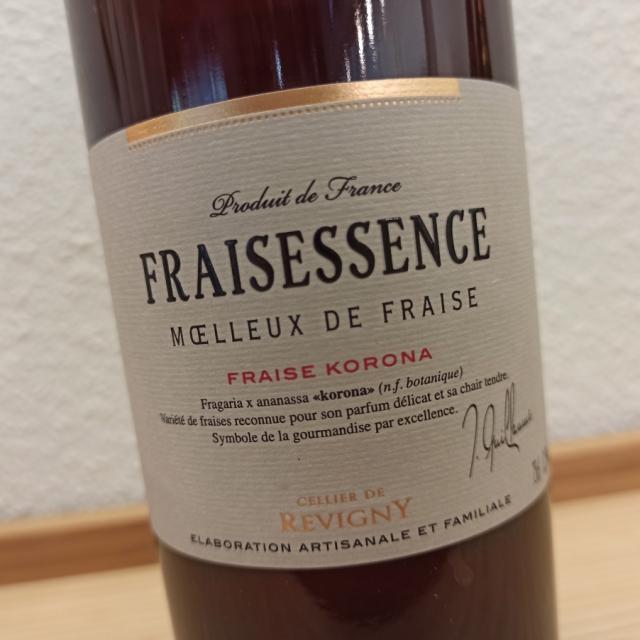 Produit de France
FRAISESSENCE
MŒLLEUX DE FRAISE
FRAISE KORONA
Fragaria x ananassa «korona» (n.f. botanique)
Variété de fraises reconnue pour son parfum délicat et sa chair tendre.
Symbole de la gourmandise par excellence.
CELLIER DE
REVIGNY
ELABORATION ARTISANALE ET FAMILIALE